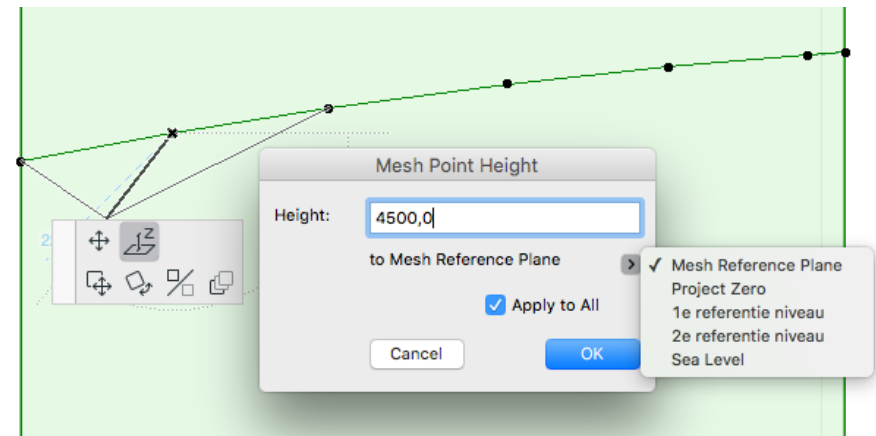 Mesh Point Height
Height:
4500,0
to Mesh Reference Plane
Apply to All
Cancel
OK
✓ Mesh Reference Plane
Project Zero
1e referentie niveau
2e referentie niveau
Sea Level
Z
2